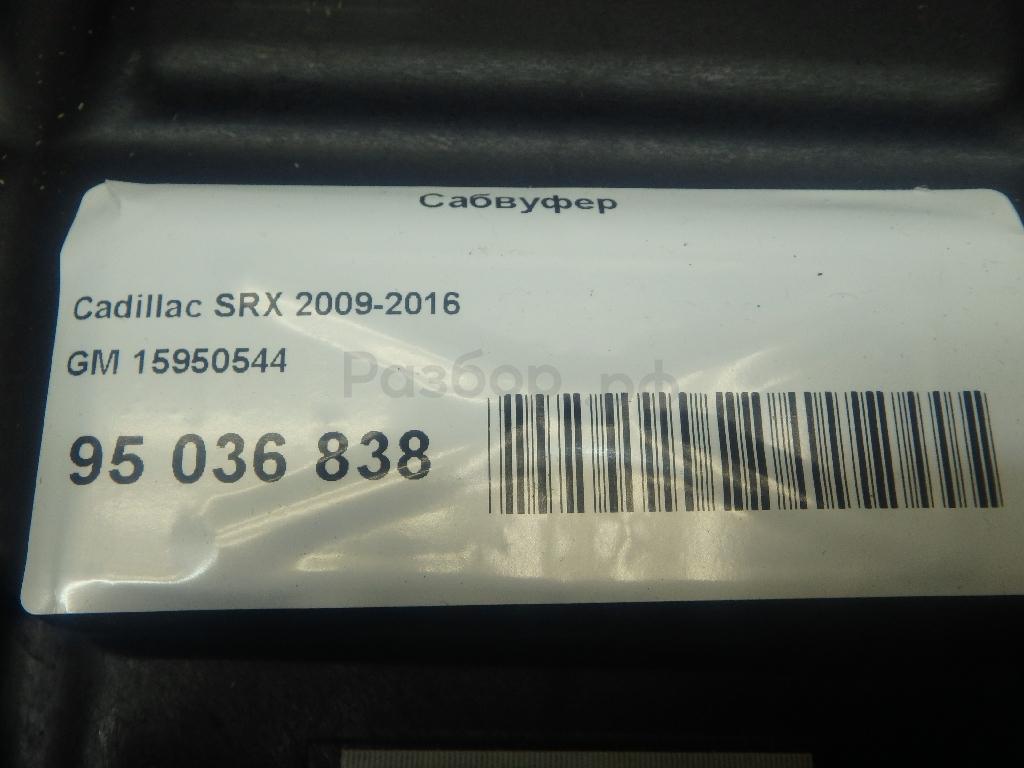 Сабвуфер
Cadillac SRX 2009-2016
GM 15950544
Разбор.рф
95 036 838